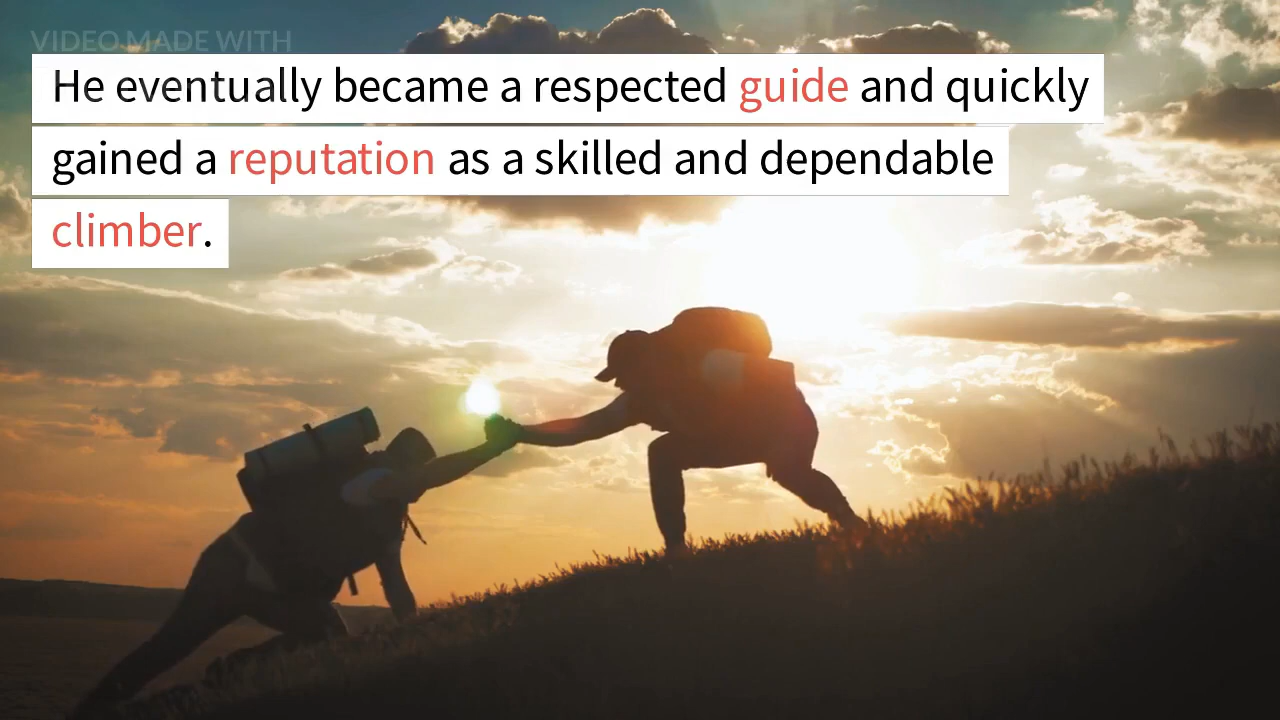 VIDEO MADE WITH
He eventually became a respected guide and quickly
gained a reputation as a skilled and dependable
climber.